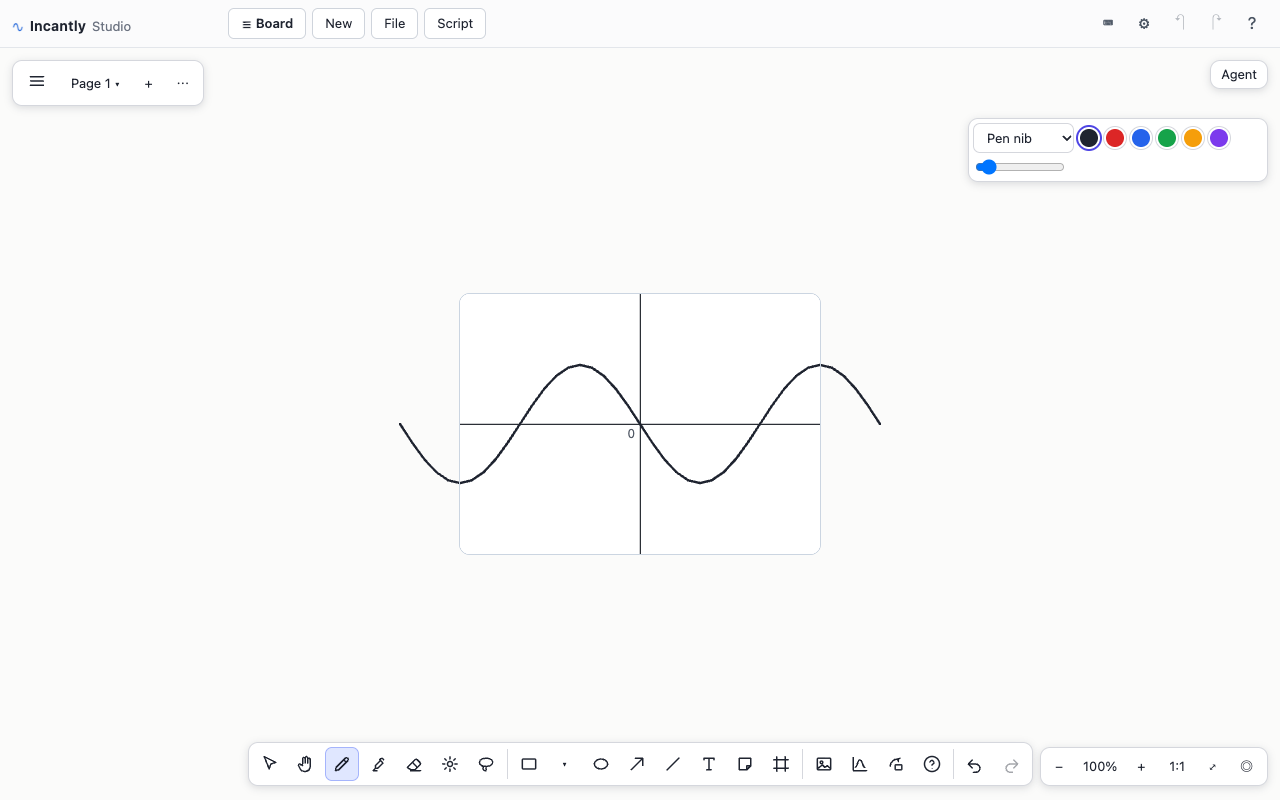 Incantly Studio
Board New File Script
?
Page 1 + ...
Agent
Pen nib
0
− 100% + 1:1